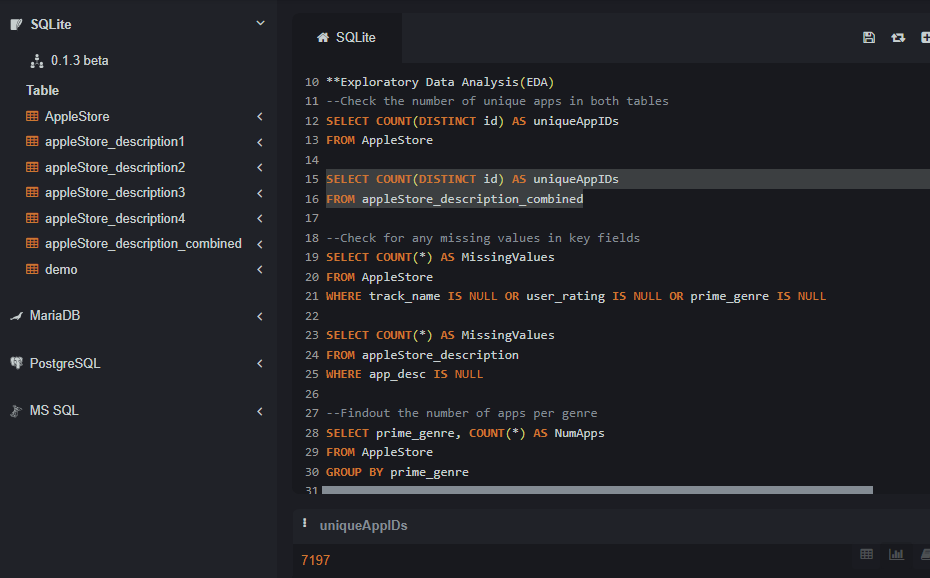 SQLite
0.1.3 beta
Table
AppleStore
appleStore_description1
appleStore_description2
appleStore_description3
appleStore_description4
appleStore_description_combined
demo
MariaDB
PostgreSQL
MS SQL
SQLite
10 **Exploratory Data Analysis(EDA)
11 --Check the number of unique apps in both tables
12 SELECT COUNT(DISTINCT id) AS uniqueAppIDs
13 FROM AppleStore
14
15 SELECT COUNT(DISTINCT id) AS uniqueAppIDs
16 FROM appleStore_description_combined
17
18 --Check for any missing values in key fields
19 SELECT COUNT(*) AS MissingValues
20 FROM AppleStore
21 WHERE track_name IS NULL OR user_rating IS NULL OR prime_genre IS NULL
22
23 SELECT COUNT(*) AS MissingValues
24 FROM appleStore_description
25 WHERE app_desc IS NULL
26
27 --Findout the number of apps per genre
28 SELECT prime_genre, COUNT(*) AS NumApps
29 FROM AppleStore
30 GROUP BY prime_genre
31
uniqueAppIDs
7197